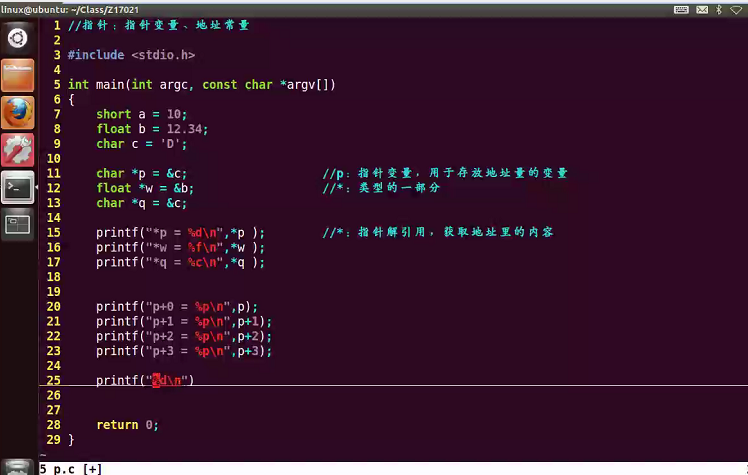 linux@ubuntu: ~/Class/Z17021
1 //指针：指针变量、地址常量
2
3 #include <stdio.h>
4
5 int main(int argc, const char *argv[])
6 {
7 short a = 10;
8 float b = 12.34;
9 char c = 'D';
10
11 char *p = &c; //p：指针变量，用于存放地址量的变量
12 float *w = &b; //*：类型的一部分
13 char *q = &c;
14
15 printf("*p = %d\n",*p ); //*：指针解引用，获取地址里的内容
16 printf("*w = %f\n",*w );
17 printf("*q = %c\n",*q );
18
19
20 printf("p+0 = %p\n",p);
21 printf("p+1 = %p\n",p+1);
22 printf("p+2 = %p\n",p+2);
23 printf("p+3 = %p\n",p+3);
24
25 printf("%d\n")
26
27
28 return 0;
29 }
~
5 p.c [+]